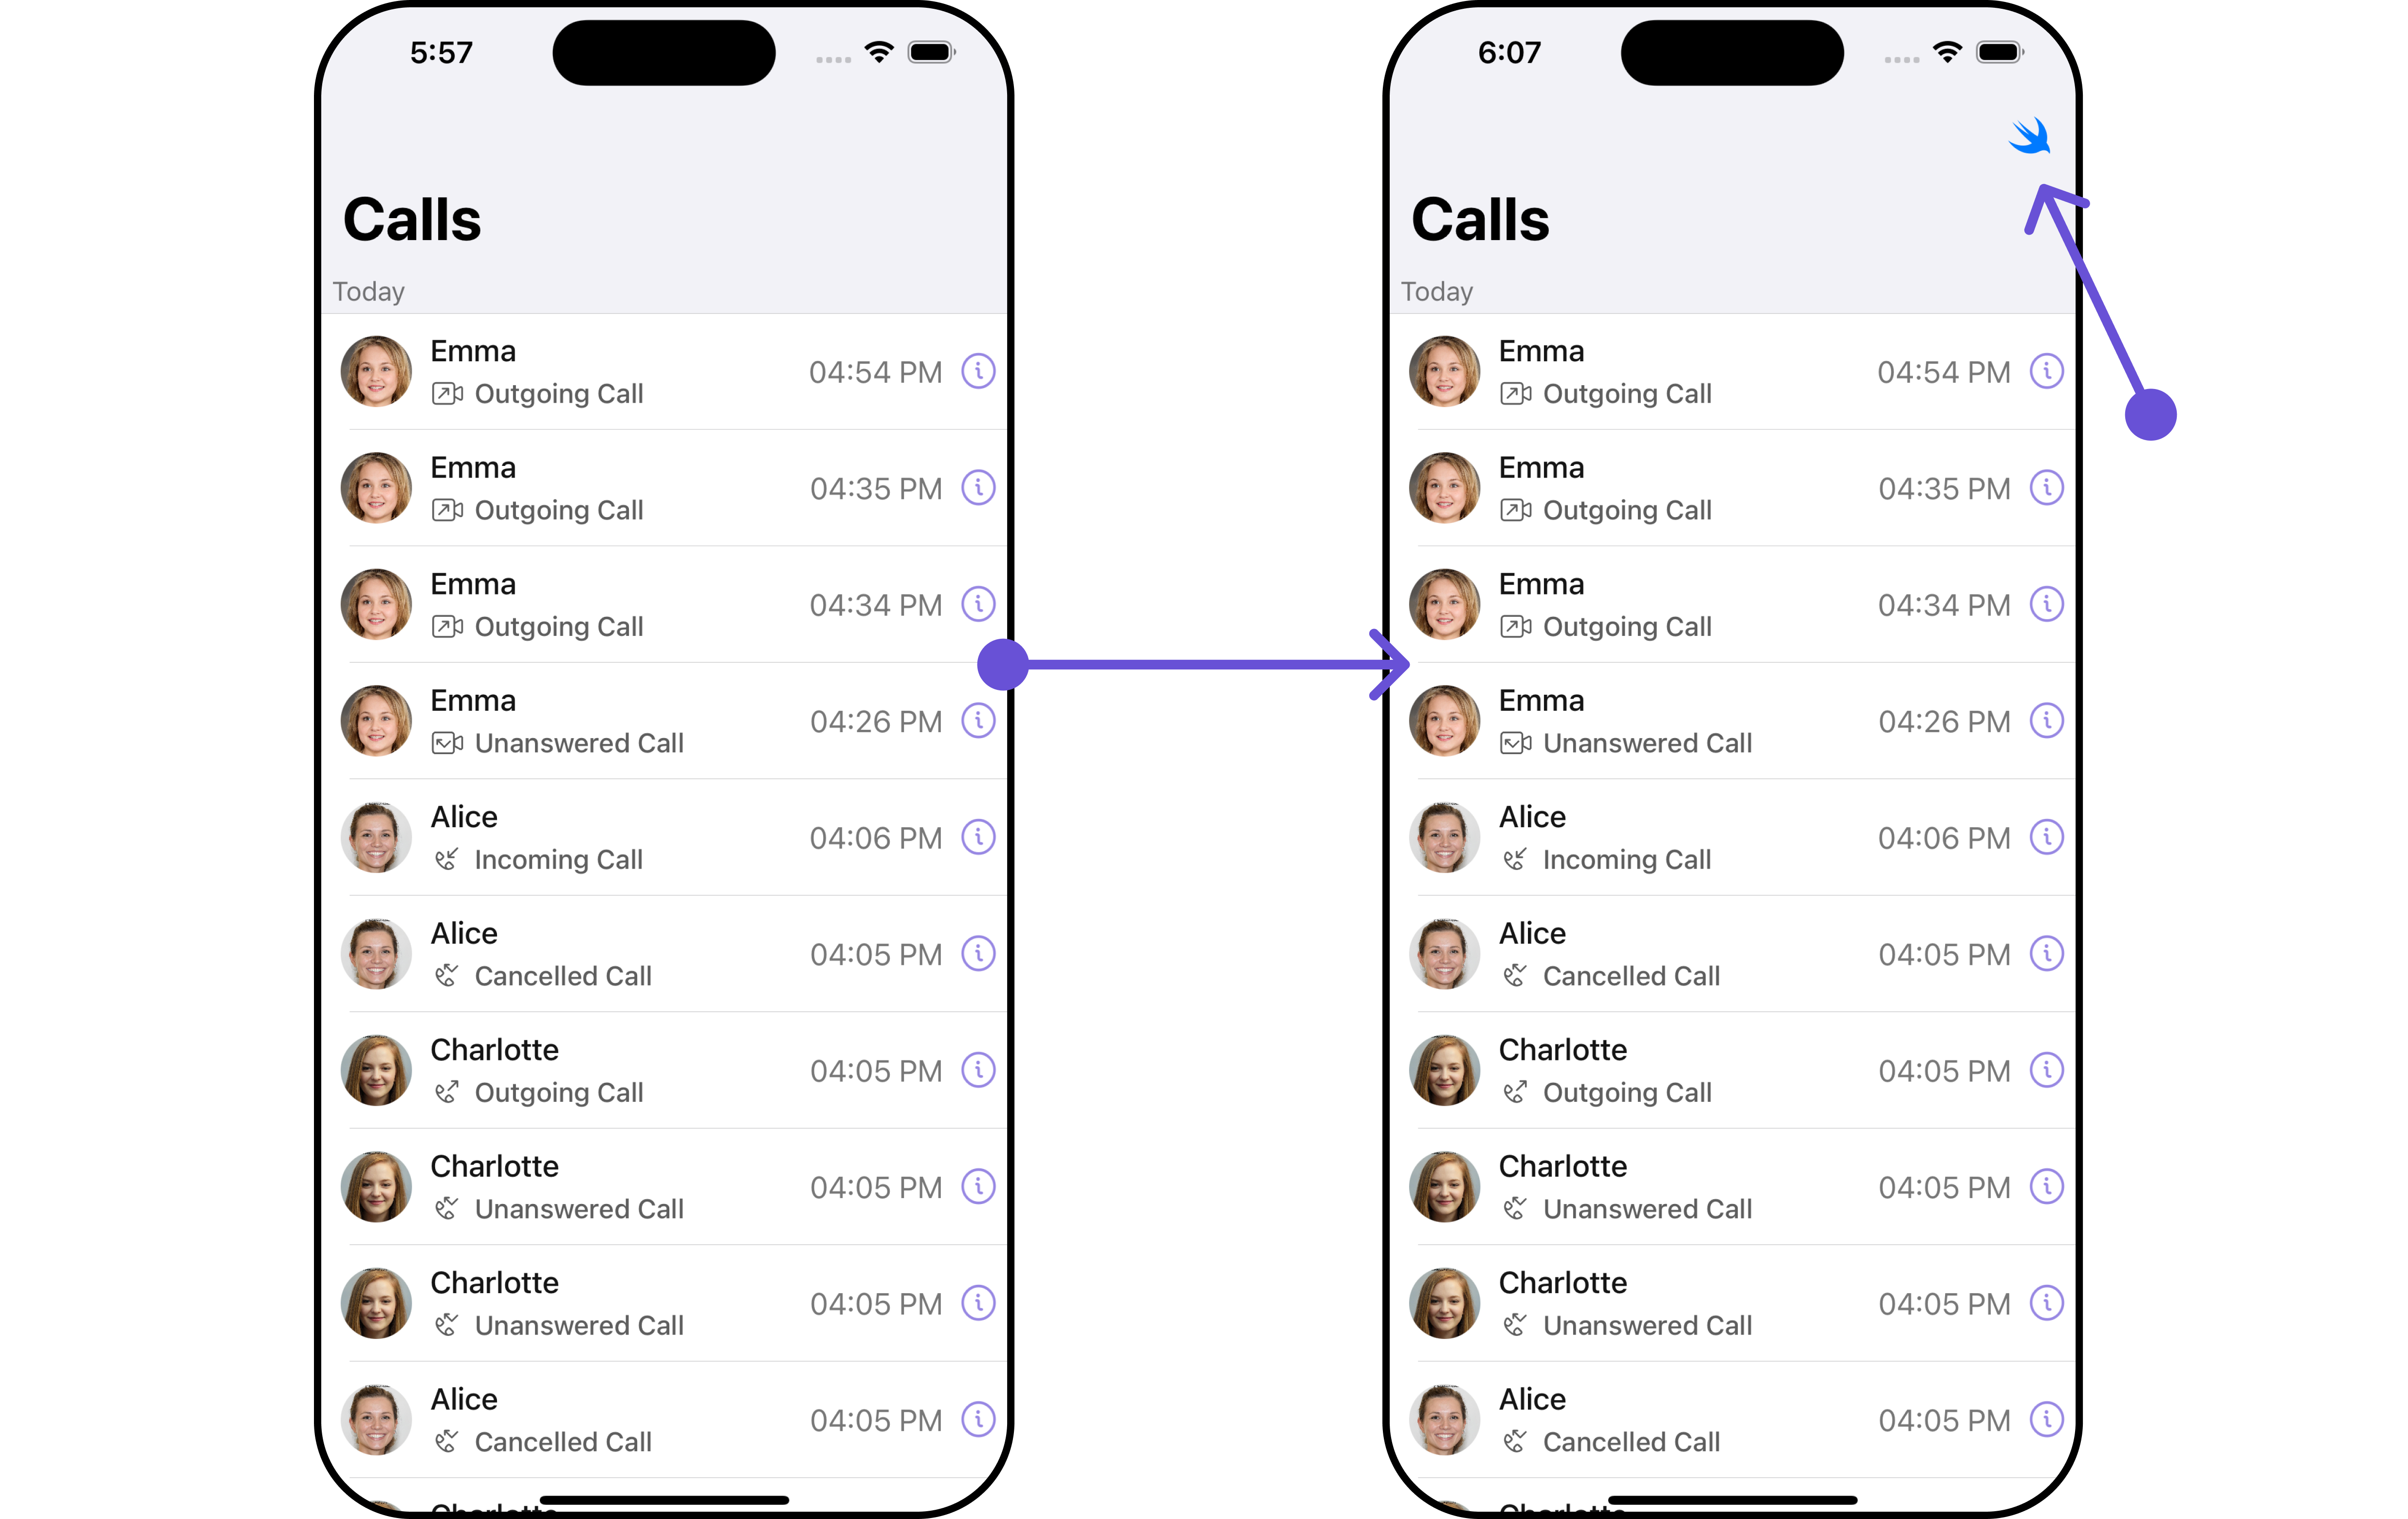 5:57
Calls
Today
Emma
Outgoing Call
04:54 PM
Emma
Outgoing Call
04:35 PM
Emma
Outgoing Call
04:34 PM
Emma
Unanswered Call
04:26 PM
Alice
Incoming Call
04:06 PM
Alice
Cancelled Call
04:05 PM
Charlotte
Outgoing Call
04:05 PM
Charlotte
Unanswered Call
04:05 PM
Charlotte
Unanswered Call
04:05 PM
Alice
Cancelled Call
04:05 PM
Charlotte
6:07
Calls
Today
Emma
Outgoing Call
04:54 PM
Emma
Outgoing Call
04:35 PM
Emma
Outgoing Call
04:34 PM
Emma
Unanswered Call
04:26 PM
Alice
Incoming Call
04:06 PM
Alice
Cancelled Call
04:05 PM
Charlotte
Outgoing Call
04:05 PM
Charlotte
Unanswered Call
04:05 PM
Charlotte
Unanswered Call
04:05 PM
Alice
Cancelled Call
04:05 PM
Charlotte